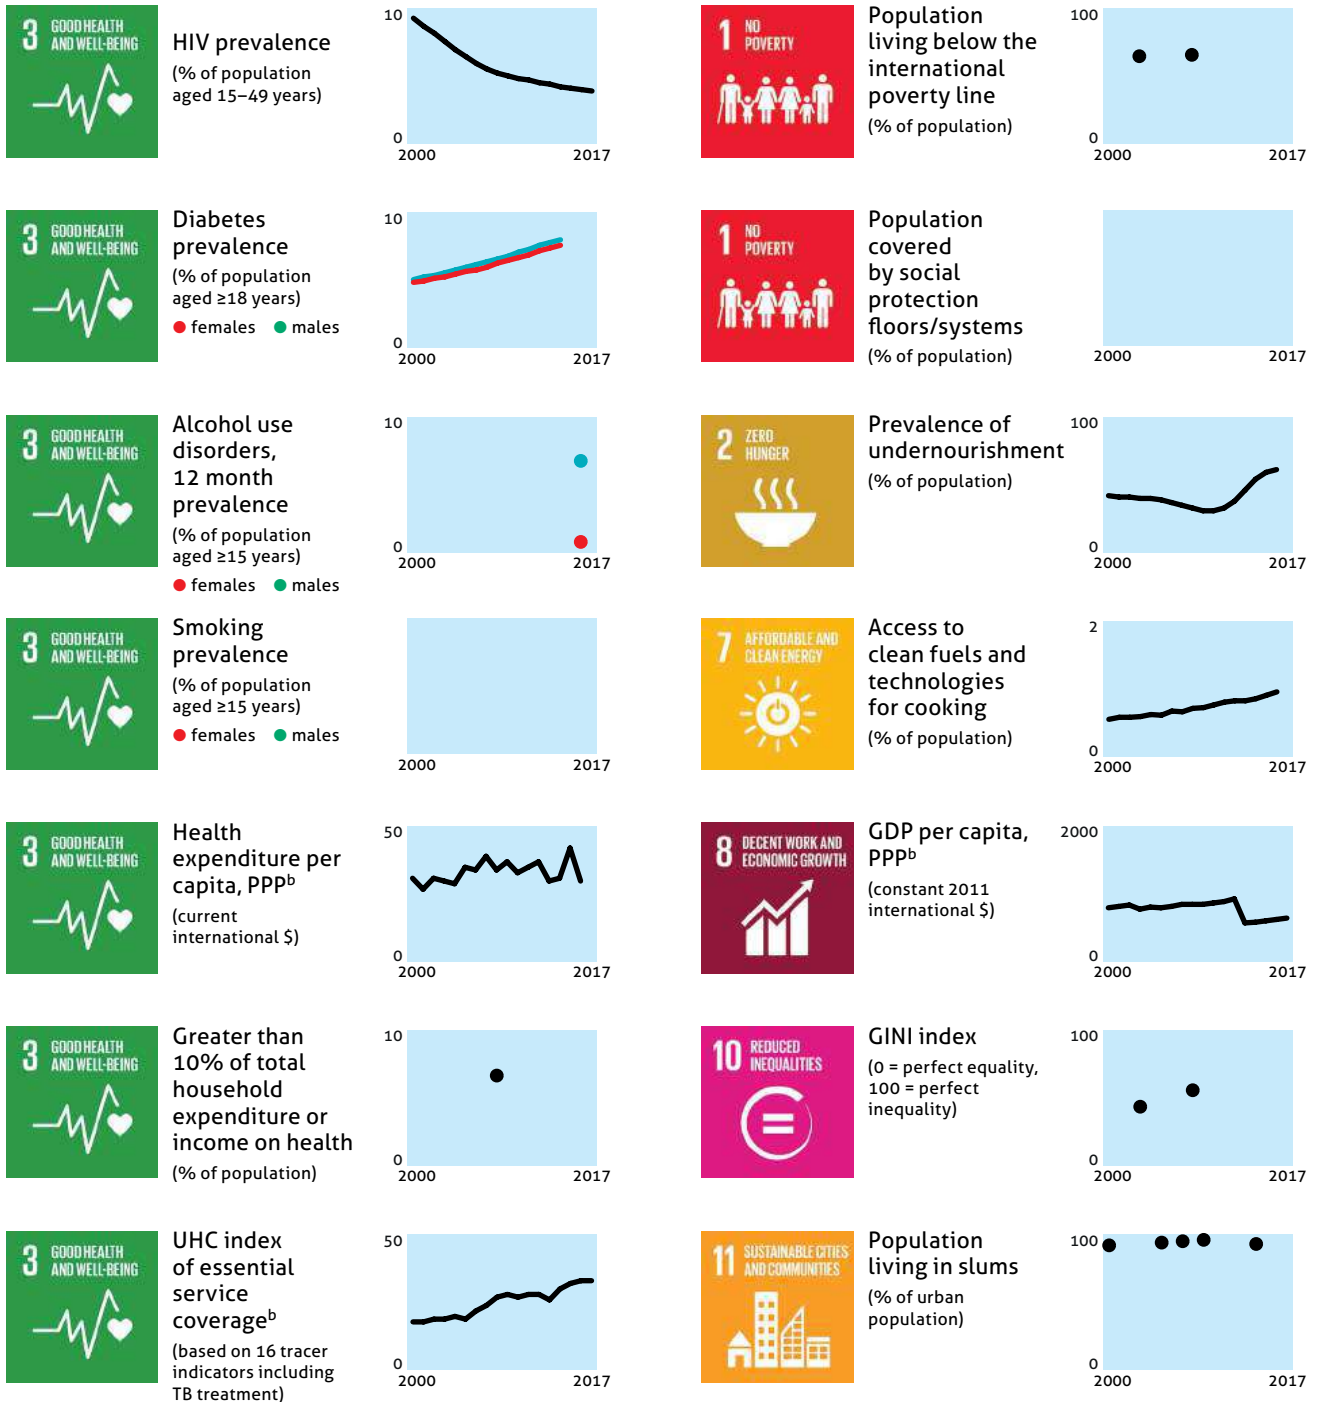 3 GOOD HEALTH
AND WELL-BEING
HIV prevalence
(% of population
aged 15–49 years)
10
0
2000 2017
3 GOOD HEALTH
AND WELL-BEING
Diabetes
prevalence
(% of population
aged ≥18 years)
females males
10
0
2000 2017
3 GOOD HEALTH
AND WELL-BEING
Alcohol use
disorders,
12 month
prevalence
(% of population
aged ≥15 years)
females males
10
0
2000 2017
3 GOOD HEALTH
AND WELL-BEING
Smoking
prevalence
(% of population
aged ≥15 years)
females males
2000 2017
3 GOOD HEALTH
AND WELL-BEING
Health
expenditure per
capita, PPPᵇ
(current
international $)
50
0
2000 2017
3 GOOD HEALTH
AND WELL-BEING
Greater than
10% of total
household
expenditure or
income on health
(% of population)
10
0
2000 2017
3 GOOD HEALTH
AND WELL-BEING
UHC index
of essential
service
coverageᵇ
(based on 16 tracer
indicators including
TB treatment)
50
0
2000 2017
1 NO
POVERTY
Population
living below the
international
poverty line
(% of population)
100
0
2000 2017
1 NO
POVERTY
Population
covered
by social
protection
floors/systems
(% of population)
2000 2017
2 ZERO
HUNGER
Prevalence of
undernourishment
(% of population)
100
0
2000 2017
7 AFFORDABLE AND
CLEAN ENERGY
Access to
clean fuels and
technologies
for cooking
(% of population)
2
0
2000 2017
8 DECENT WORK AND
ECONOMIC GROWTH
GDP per capita,
PPPᵇ
(constant 2011
international $)
2000
0
2000 2017
10 REDUCED
INEQUALITIES
GINI index
(0 = perfect equality,
100 = perfect
inequality)
100
0
2000 2017
11 SUSTAINABLE CITIES
AND COMMUNITIES
Population
living in slums
(% of urban
population)
100
0
2000 2017